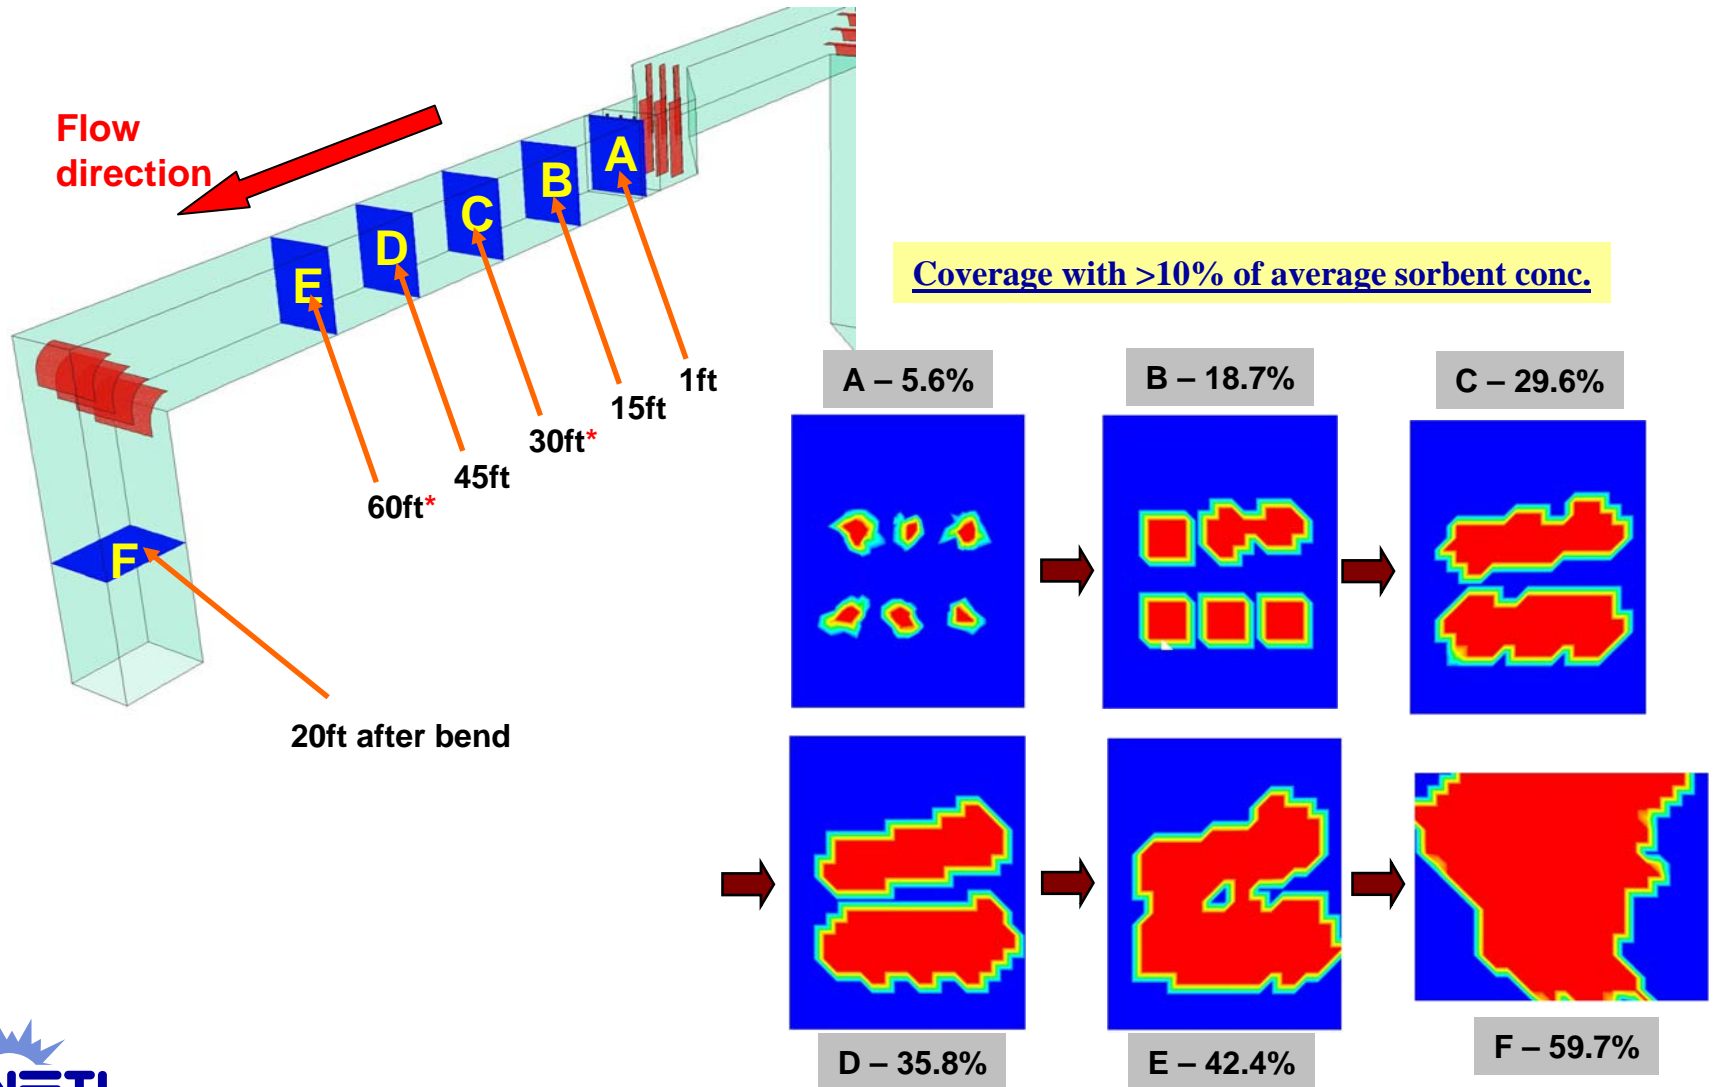 Flow
direction
A
B
C
D
E
F
1ft
15ft
30ft*
45ft
60ft*
20ft after bend
Coverage with >10% of average sorbent conc.
A – 5.6%
B – 18.7%
C – 29.6%
D – 35.8%
E – 42.4%
F – 59.7%
NETL